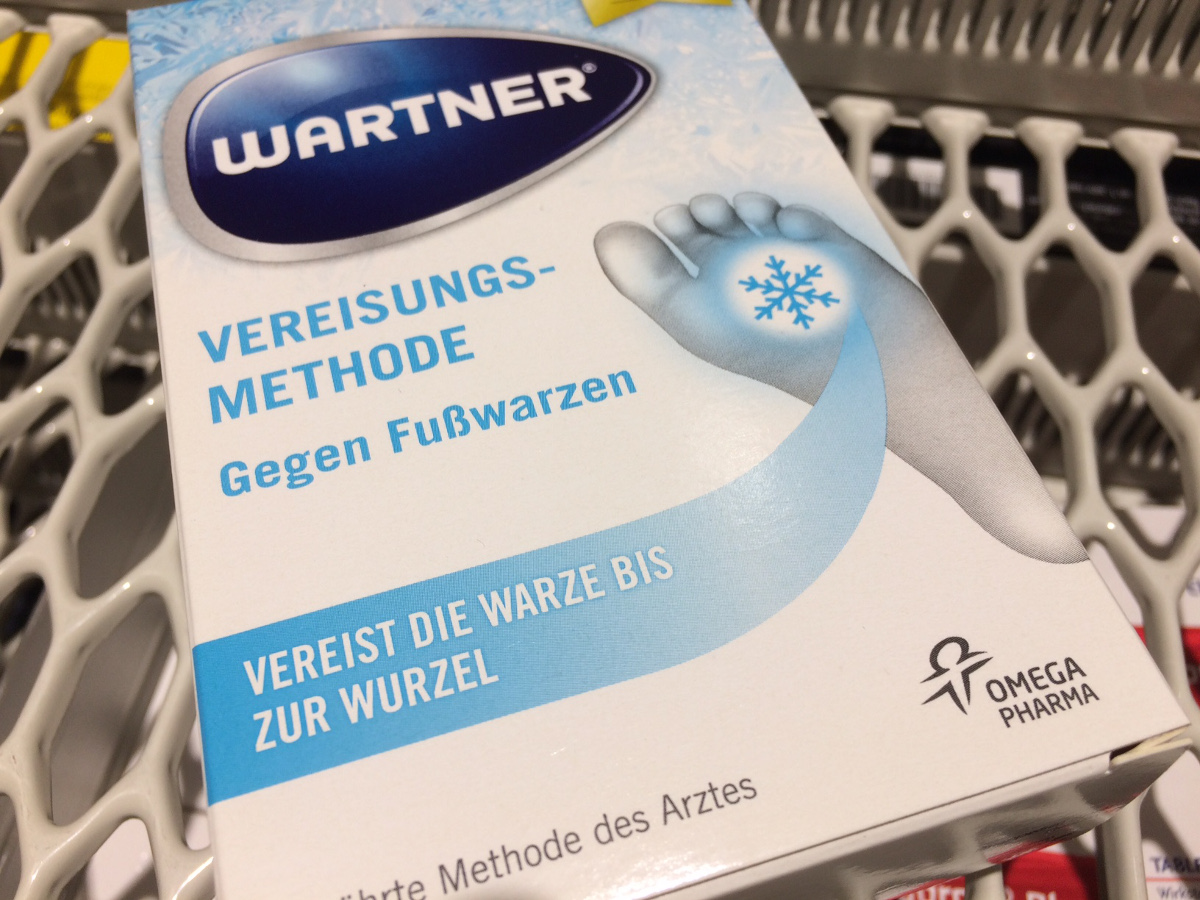 WARTNER®
VEREISUNGS-
METHODE
Gegen Fußwarzen
VEREIST DIE WARZE BIS
ZUR WURZEL
OMEGA
PHARMA
Methode des Arztes